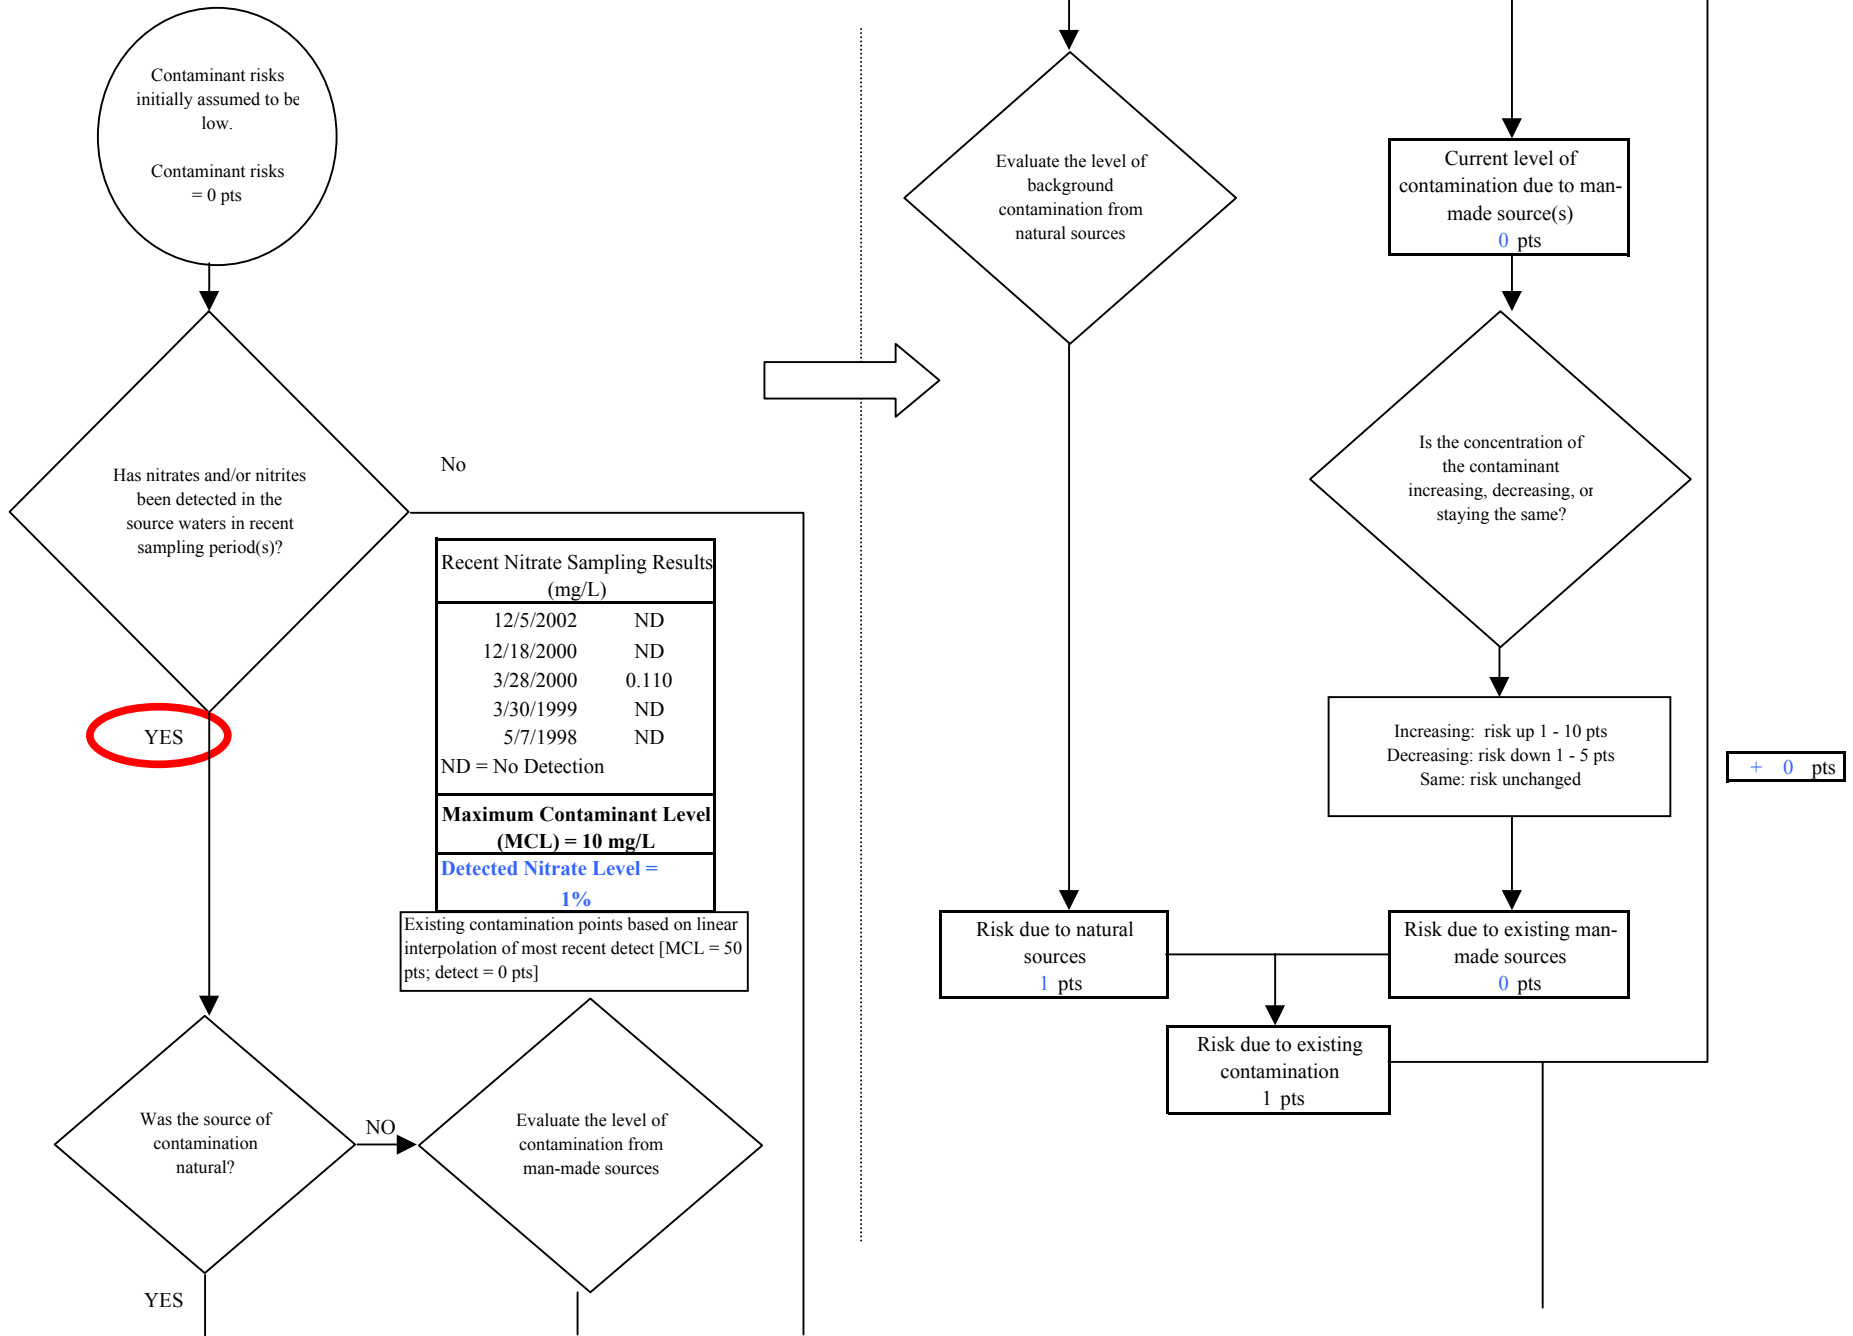 Contaminant risks
initially assumed to be
low.
Contaminant risks
= 0 pts
Has nitrates and/or nitrites
been detected in the
source waters in recent
sampling period(s)?
No
YES
Recent Nitrate Sampling Results
(mg/L)
12/5/2002 ND
12/18/2000 ND
3/28/2000 0.110
3/30/1999 ND
5/7/1998 ND
ND = No Detection
Maximum Contaminant Level
(MCL) = 10 mg/L
Detected Nitrate Level =
1%
Existing contamination points based on linear
interpolation of most recent detect [MCL = 50
pts; detect = 0 pts]
Was the source of
contamination
natural?
NO
Evaluate the level of
contamination from
man-made sources
YES
Evaluate the level of
background
contamination from
natural sources
Current level of
contamination due to man-
made source(s)
0 pts
Is the concentration of
the contaminant
increasing, decreasing, or
staying the same?
Increasing: risk up 1 - 10 pts
Decreasing: risk down 1 - 5 pts
Same: risk unchanged
+ 0 pts
Risk due to natural
sources
1 pts
Risk due to existing man-
made sources
0 pts
Risk due to existing
contamination
1 pts